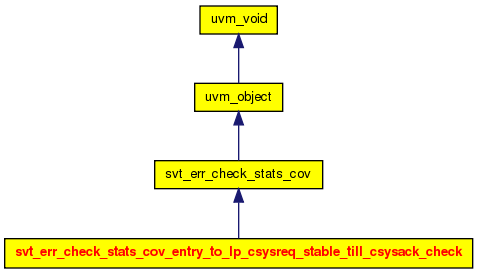 uvm_void
uvm_object
svt_err_check_stats_cov
svt_err_check_stats_cov_entry_to_lp_csysreq_stable_till_csysack_check